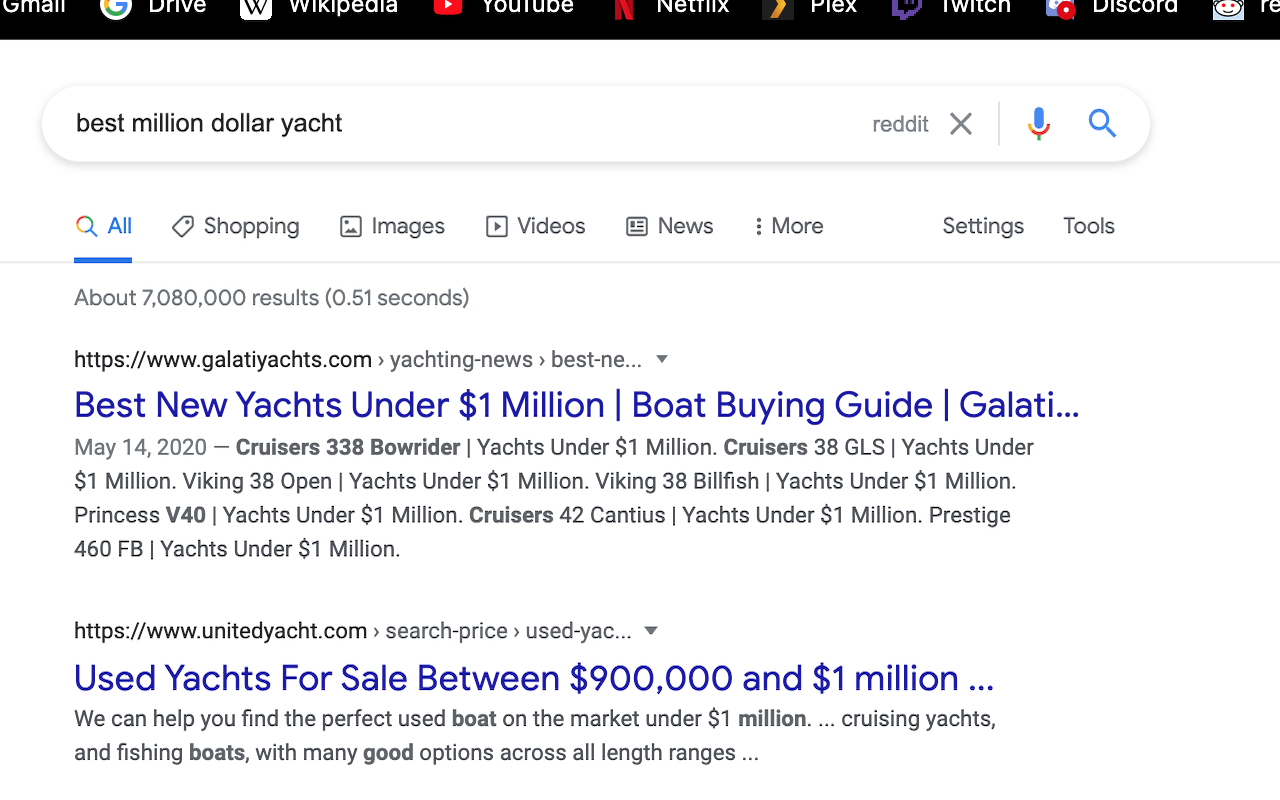 Gmail Drive Wikipedia YouTube Netflix Plex Twitch Discord re
best million dollar yacht reddit
All Shopping Images Videos News More Settings Tools
About 7,080,000 results (0.51 seconds)
https://www.galatiyachts.com › yachting-news › best-ne...
Best New Yachts Under $1 Million | Boat Buying Guide | Galati...
May 14, 2020 — Cruisers 338 Bowrider | Yachts Under $1 Million. Cruisers 38 GLS | Yachts Under
$1 Million. Viking 38 Open | Yachts Under $1 Million. Viking 38 Billfish | Yachts Under $1 Million.
Princess V40 | Yachts Under $1 Million. Cruisers 42 Cantius | Yachts Under $1 Million. Prestige
460 FB | Yachts Under $1 Million.
https://www.unitedyacht.com › search-price › used-yac...
Used Yachts For Sale Between $900,000 and $1 million ...
We can help you find the perfect used boat on the market under $1 million. ... cruising yachts,
and fishing boats, with many good options across all length ranges ...